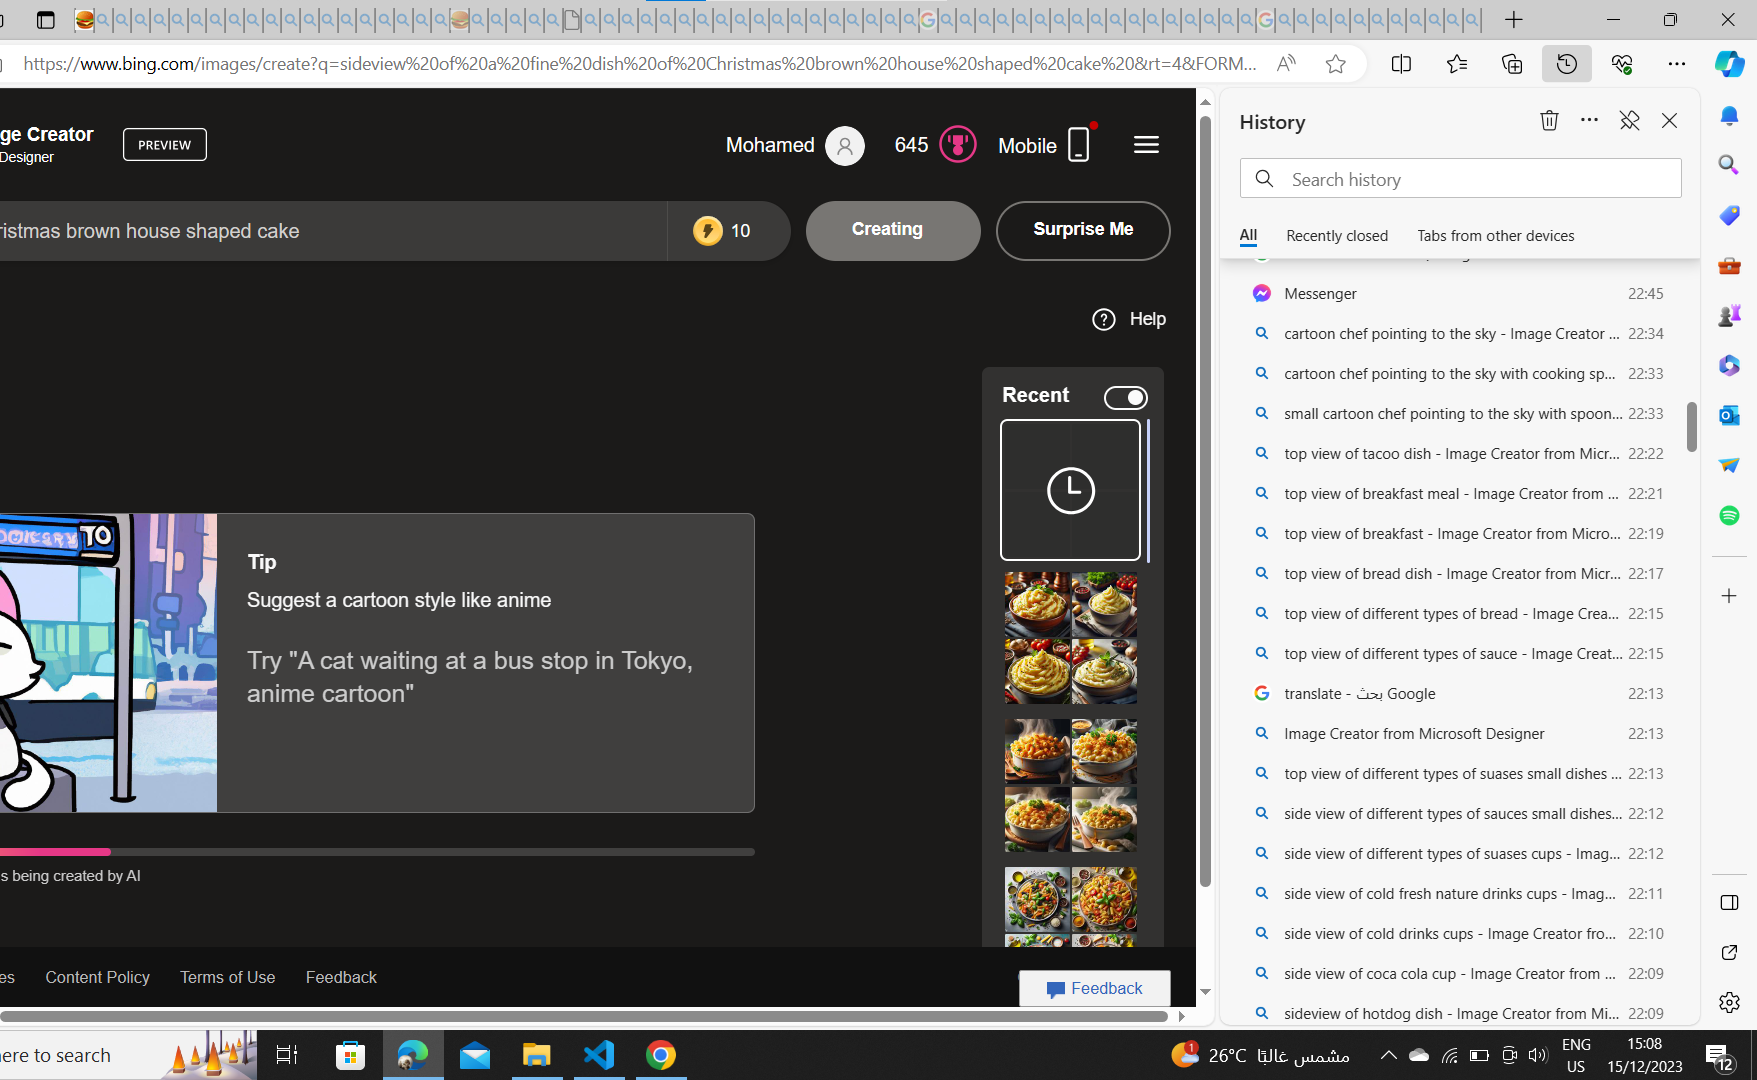 https://www.bing.com/images/create?q=sideview%20of%20a%20fine%20dish%20of%20Christmas%20brown%20house%20shaped%20cake%20&rt=4&FORM...
ge Creator
Designer
PREVIEW
Mohamed
645
Mobile
ristmas brown house shaped cake
10
Creating
Surprise Me
Help
Recent
TO
Tip
Suggest a cartoon style like anime
Try "A cat waiting at a bus stop in Tokyo,
anime cartoon"
s being created by AI
es
Content Policy
Terms of Use
Feedback
Feedback
History
Search history
All
Recently closed
Tabs from other devices
Messenger 22:45
cartoon chef pointing to the sky - Image Creator ... 22:34
cartoon chef pointing to the sky with cooking sp... 22:33
small cartoon chef pointing to the sky with spoon... 22:33
top view of tacoo dish - Image Creator from Micr... 22:22
top view of breakfast meal - Image Creator from ... 22:21
top view of breakfast - Image Creator from Micro... 22:19
top view of bread dish - Image Creator from Micr... 22:17
top view of different types of bread - Image Crea... 22:15
top view of different types of sauce - Image Creat... 22:15
translate - بحث Google 22:13
Image Creator from Microsoft Designer 22:13
top view of different types of suases small dishes ... 22:13
side view of different types of sauces small dishes... 22:12
side view of different types of suases cups - Imag... 22:12
side view of cold fresh nature drinks cups - Imag... 22:11
side view of cold drinks cups - Image Creator fro... 22:10
side view of coca cola cup - Image Creator from ... 22:09
sideview of hotdog dish - Image Creator from Mi... 22:09
ere to search
1
26°C مشمس غالبًا
ENG
US
15:08
15/12/2023
12